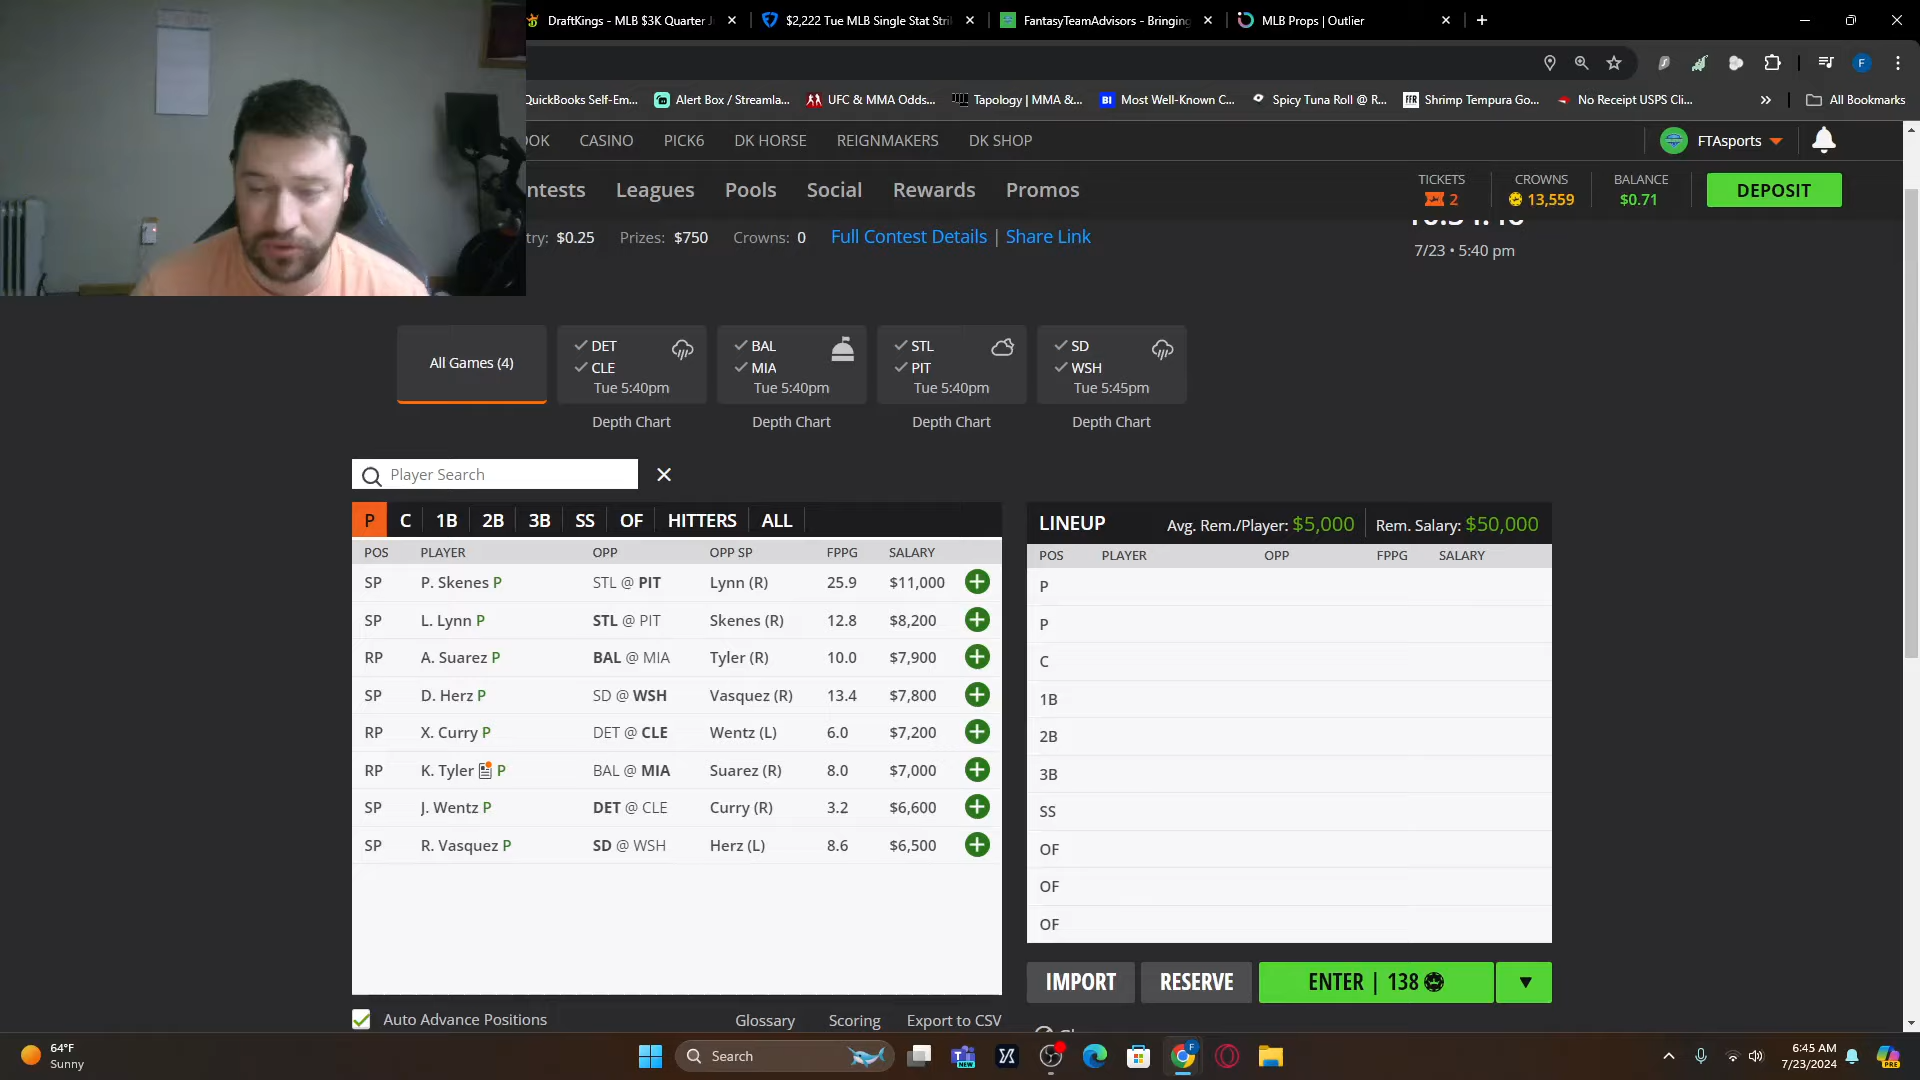 DraftKings - MLB $3K Quarter J
$2,222 Tue MLB Single Stat Stri
FantasyTeamAdvisors - Bringing
MLB Props | Outlier
QuickBooks Self-Em...
Alert Box / Streamla...
UFC & MMA Odds...
Tapology | MMA &...
Most Well-Known C...
Spicy Tuna Roll @ R...
Shrimp Tempura Go...
No Receipt USPS Cli...
All Bookmarks
OOK CASINO PICK6 DK HORSE REIGNMAKERS DK SHOP
FTAsports
ntests Leagues Pools Social Rewards Promos
TICKETS CROWNS BALANCE
2 13,559 $0.71
DEPOSIT
try: $0.25 Prizes: $750 Crowns: 0 Full Contest Details | Share Link
7/23 • 5:40 pm
All Games (4)
DET
CLE
Tue 5:40pm
Depth Chart
BAL
MIA
Tue 5:40pm
Depth Chart
STL
PIT
Tue 5:40pm
Depth Chart
SD
WSH
Tue 5:45pm
Depth Chart
Player Search
P C 1B 2B 3B SS OF HITTERS ALL
POS PLAYER OPP OPP SP FPPG SALARY
SP P. Skenes P STL @ PIT Lynn (R) 25.9 $11,000
SP L. Lynn P STL @ PIT Skenes (R) 12.8 $8,200
RP A. Suarez P BAL @ MIA Tyler (R) 10.0 $7,900
SP D. Herz P SD @ WSH Vasquez (R) 13.4 $7,800
RP X. Curry P DET @ CLE Wentz (L) 6.0 $7,200
RP K. Tyler P BAL @ MIA Suarez (R) 8.0 $7,000
SP J. Wentz P DET @ CLE Curry (R) 3.2 $6,600
SP R. Vasquez P SD @ WSH Herz (L) 8.6 $6,500
Auto Advance Positions
Glossary Scoring Export to CSV
LINEUP Avg. Rem./Player: $5,000 Rem. Salary: $50,000
POS PLAYER OPP FPPG SALARY
P
P
C
1B
2B
3B
SS
OF
OF
OF
IMPORT RESERVE ENTER | 138
64°F
Sunny
Search
6:45 AM
7/23/2024